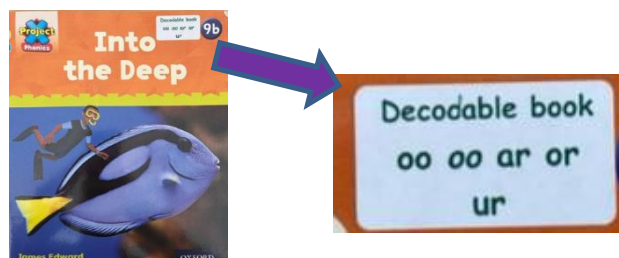 Project
X
Phonics
Into
the Deep
Decodable book
oo oo ar or
ur
9b
James Edward
OXFORD
Decodable book
oo oo ar or
ur